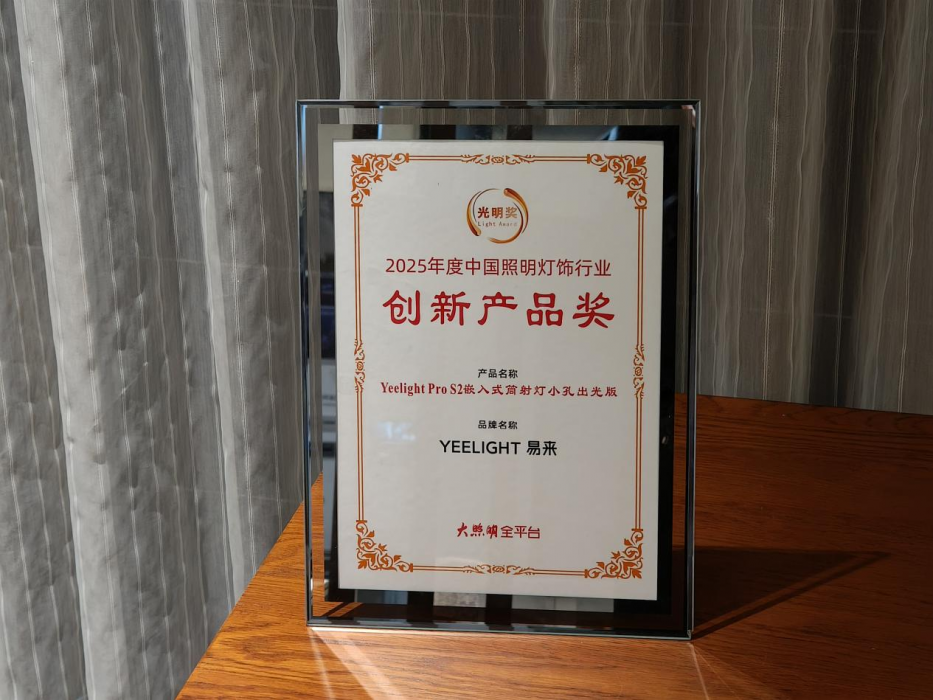 光明奖
Light Award
2025年度中国照明灯饰行业
创新产品奖
产品名称
Yeelight Pro S2嵌入式筒射灯小孔出光版
品牌名称
YEELIGHT 易来
大照明全平台